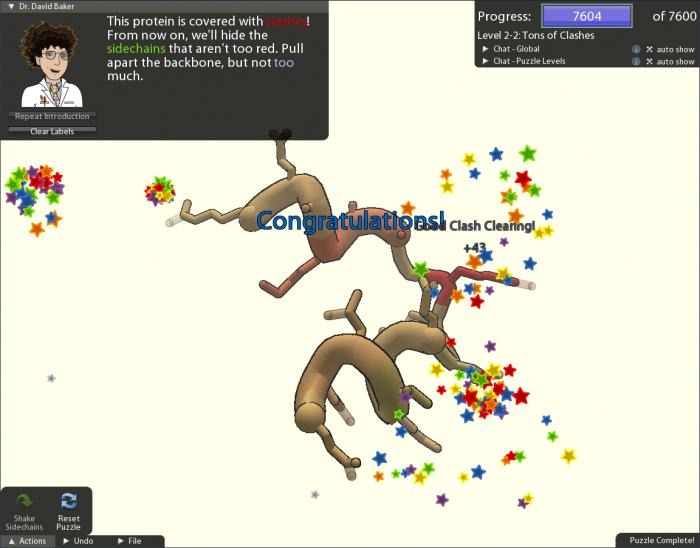 Dr. David Baker
This protein is covered with clashes!
From now on, we'll hide the
sidechains that aren't too red. Pull
apart the backbone, but not too
much.
Repeat Introduction
Clear Labels
Progress: 7604 of 7600
Level 2-2: Tons of Clashes
Chat - Global auto show
Chat - Puzzle Levels auto show
Congratulations!
Good Clash Clearing!
+43
Shake
Sidechains
Reset
Puzzle
Actions Undo File
Puzzle Complete!